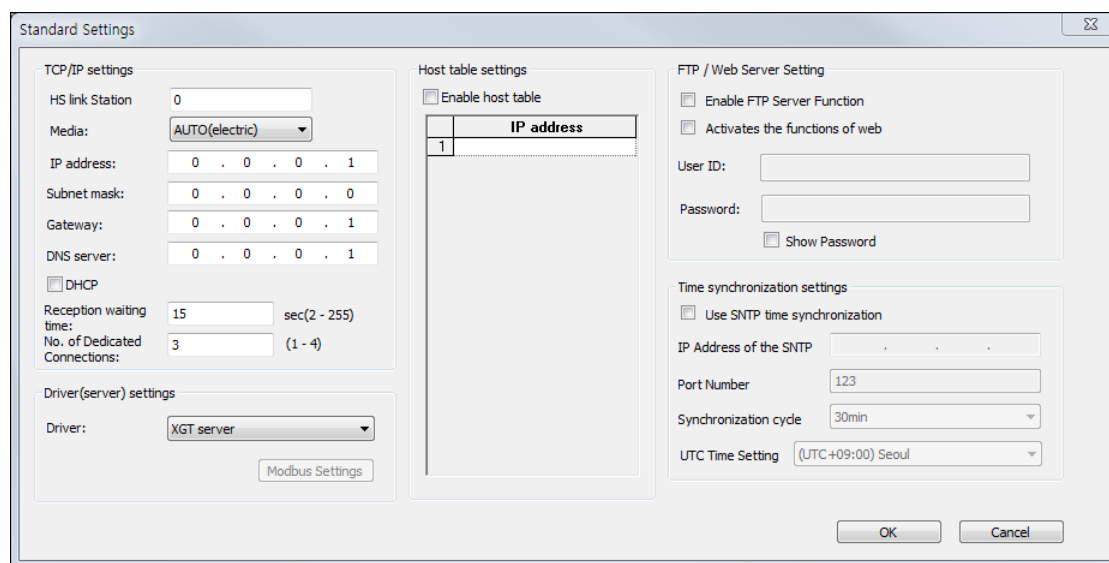 Standard Settings
TCP/IP settings
HS link Station 0
Media: AUTO(electric)
IP address: 0 . 0 . 0 . 1
Subnet mask: 0 . 0 . 0 . 0
Gateway: 0 . 0 . 0 . 1
DNS server: 0 . 0 . 0 . 1
DHCP
Reception waiting
time: 15 sec(2 - 255)
No. of Dedicated
Connections: 3 (1 - 4)
Driver(server) settings
Driver: XGT server
Modbus Settings
Host table settings
Enable host table
IP address
1
FTP / Web Server Setting
Enable FTP Server Function
Activates the functions of web
User ID:
Password:
Show Password
Time synchronization settings
Use SNTP time synchronization
IP Address of the SNTP . . .
Port Number 123
Synchronization cycle 30min
UTC Time Setting (UTC+09:00) Seoul
OK Cancel